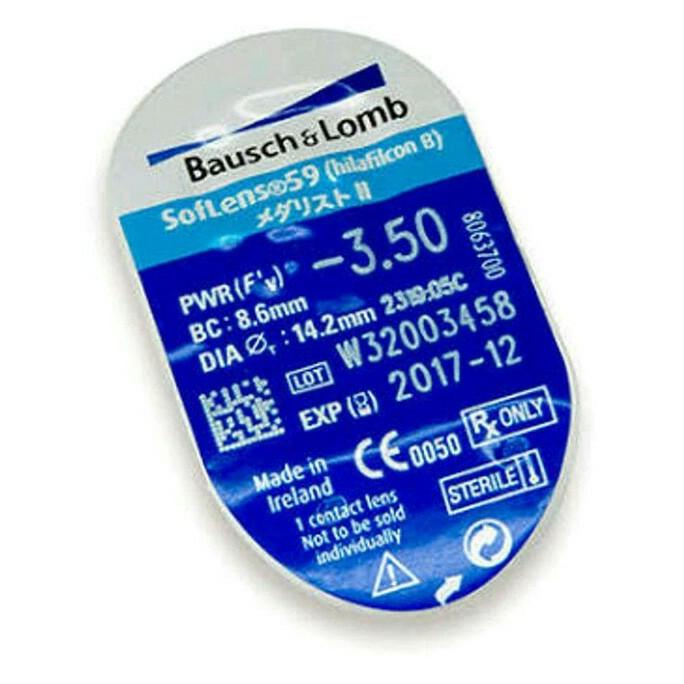 Bausch & Lomb
SofLens®59 (hilafilcon B)
メダリスト II
PWR (F'v) -3.50
8063700
BC : 8.6mm
DIA Ør : 14.2mm 2319:05C
LOT W32003458
EXP 2017-12
CE 0050 Rx ONLY
Made in
Ireland
STERILE
1 contact lens
Not to be sold
individually